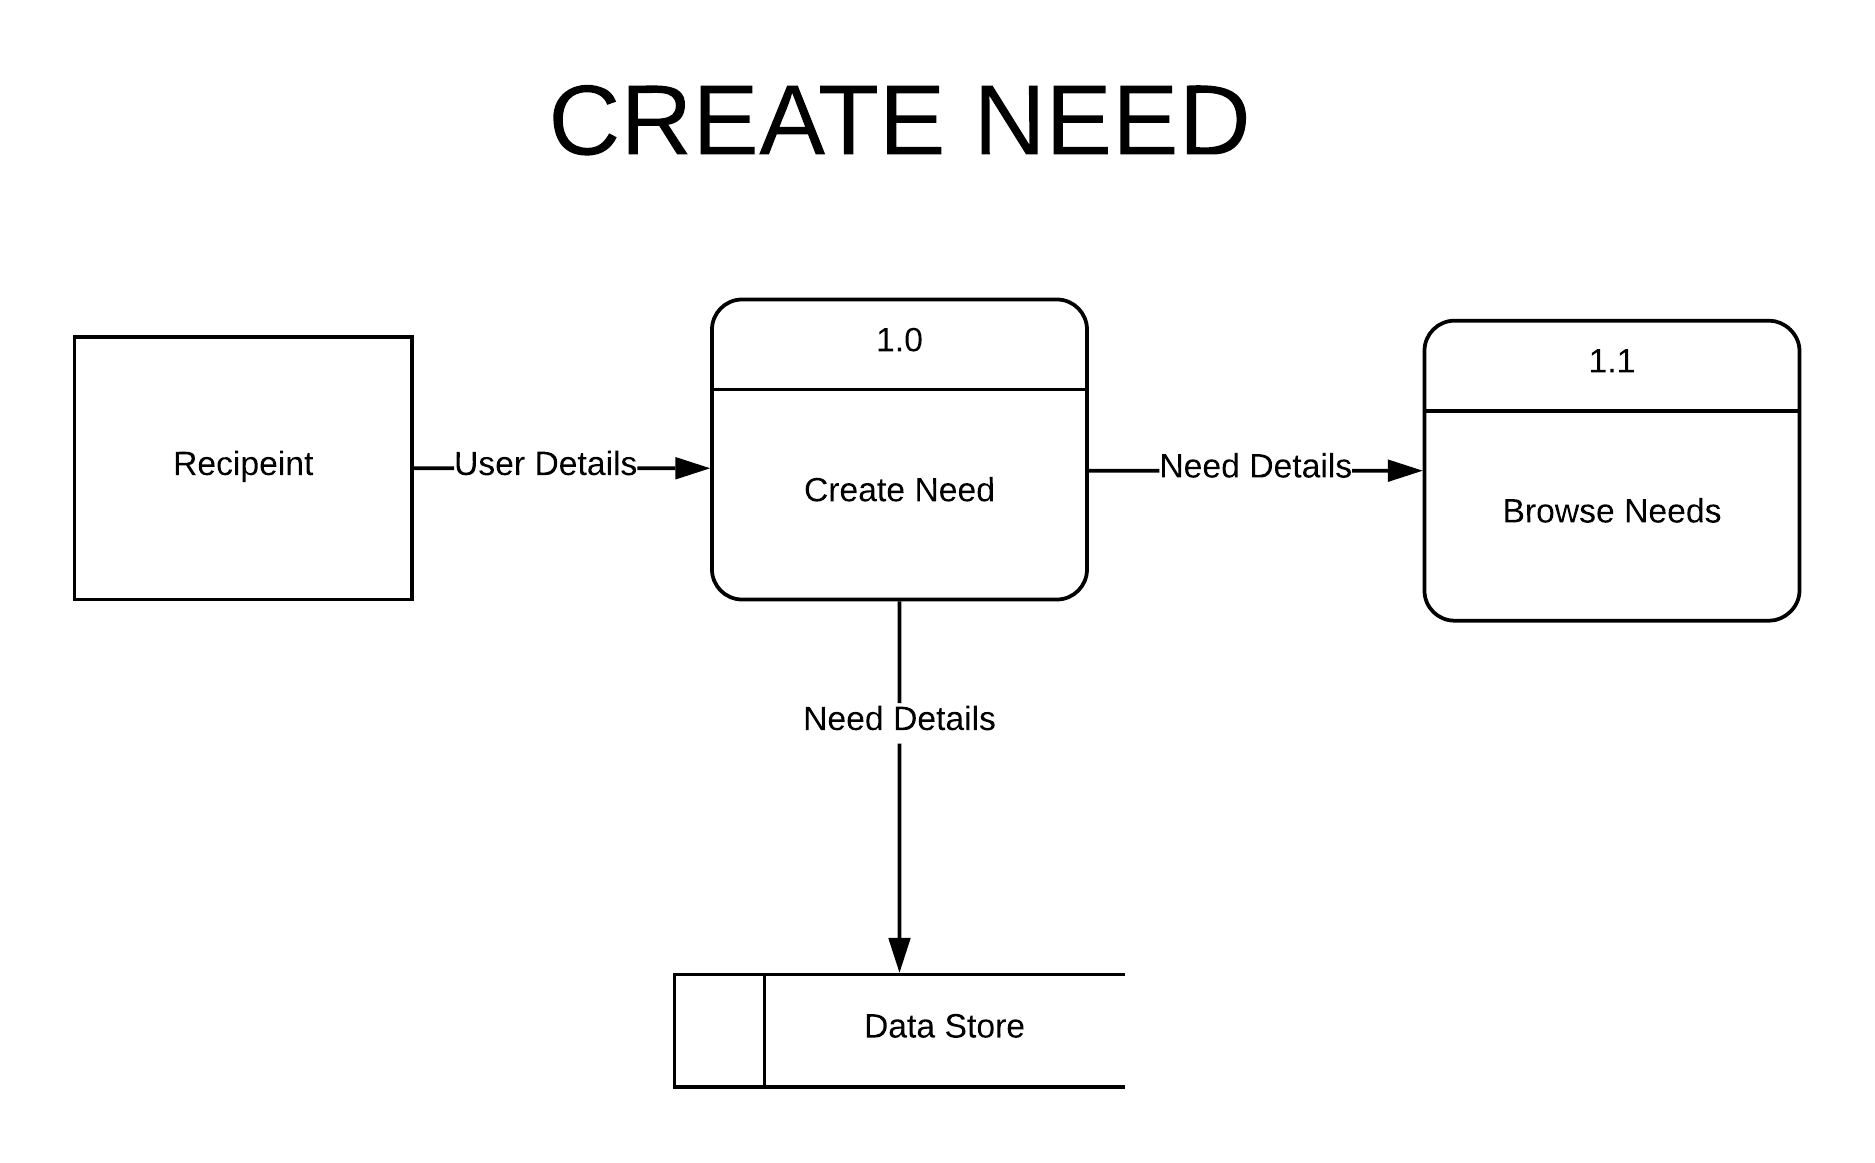 CREATE NEED
1.0
1.1
Recipeint
User Details
Create Need
Need Details
Browse Needs
Need Details
Data Store